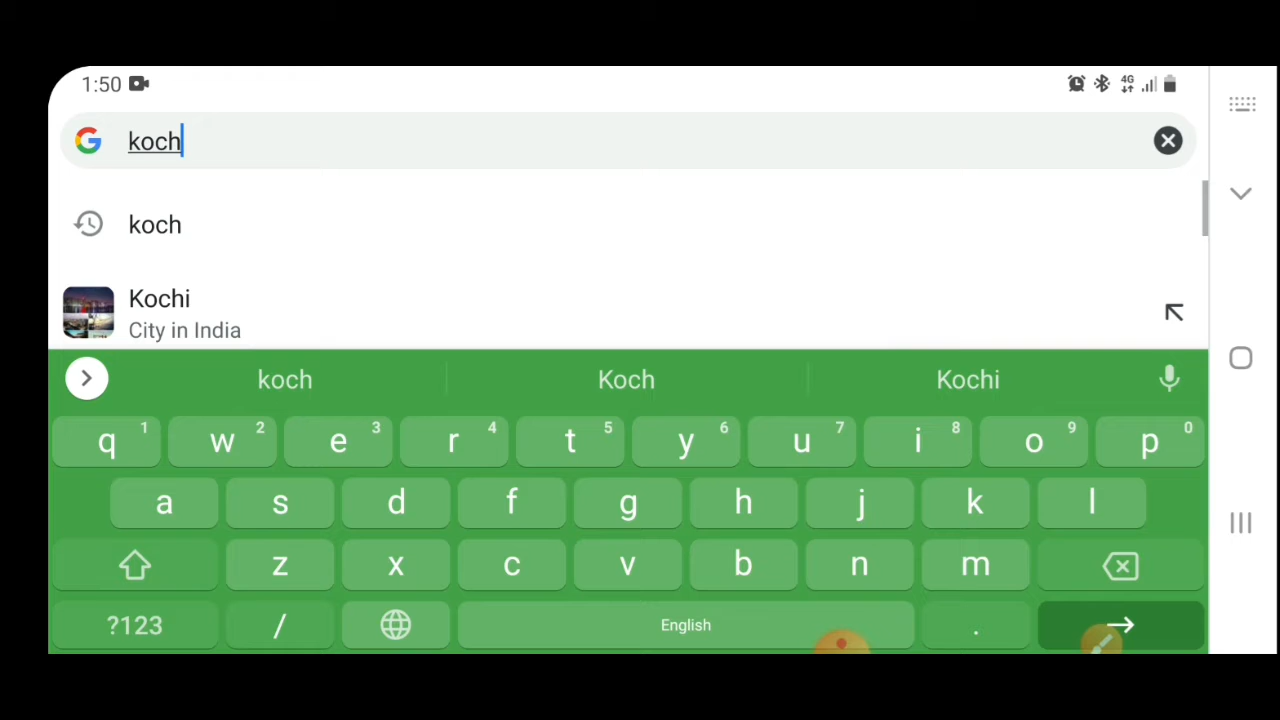 1:50
4G
koch
koch
Kochi
City in India
koch Koch Kochi
q 1 w 2 e 3 r 4 t 5 y 6 u 7 i 8 o 9 p 0
a s d f g h j k l
z x c v b n m
?123 / English .